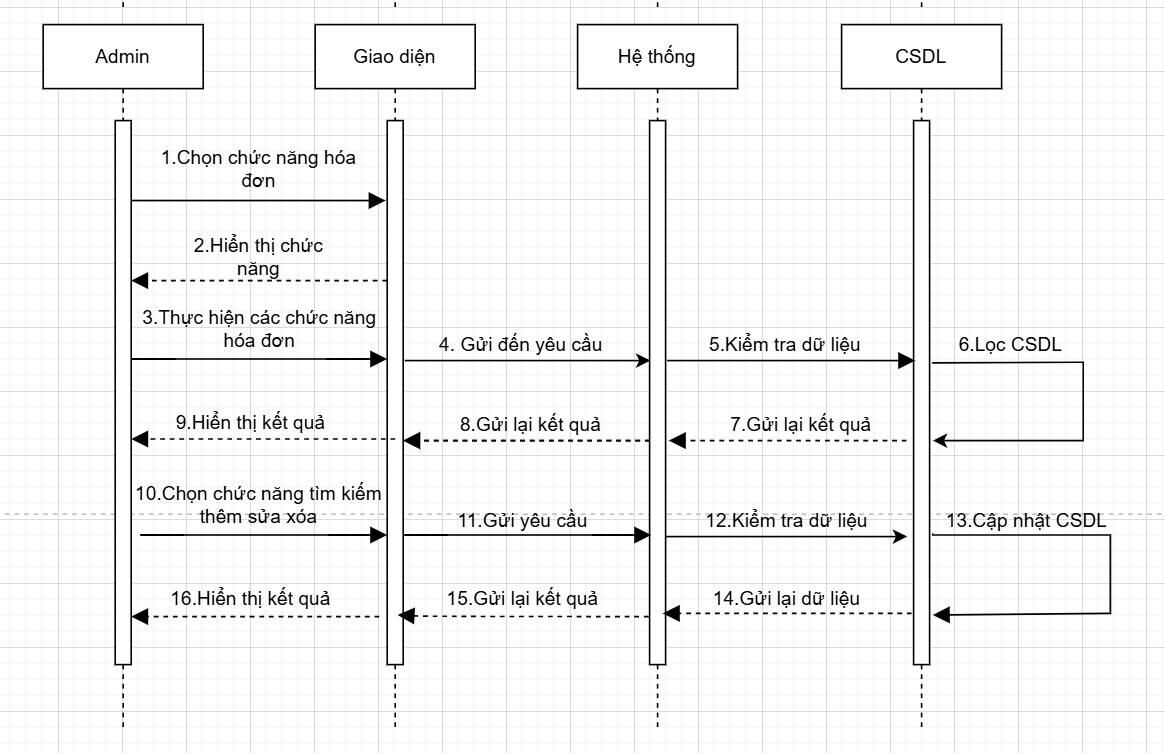 Admin
Giao diện
Hệ thống
CSDL
1.Chọn chức năng hóa
đơn
2.Hiển thị chức
năng
3.Thực hiện các chức năng
hóa đơn
4. Gửi đến yêu cầu
5.Kiểm tra dữ liệu
6.Lọc CSDL
9.Hiển thị kết quả
8.Gửi lại kết quả
7.Gửi lại kết quả
10.Chọn chức năng tìm kiếm
thêm sửa xóa
11.Gửi yêu cầu
12.Kiểm tra dữ liệu
13.Cập nhật CSDL
16.Hiển thị kết quả
15.Gửi lại kết quả
14.Gửi lại dữ liệu